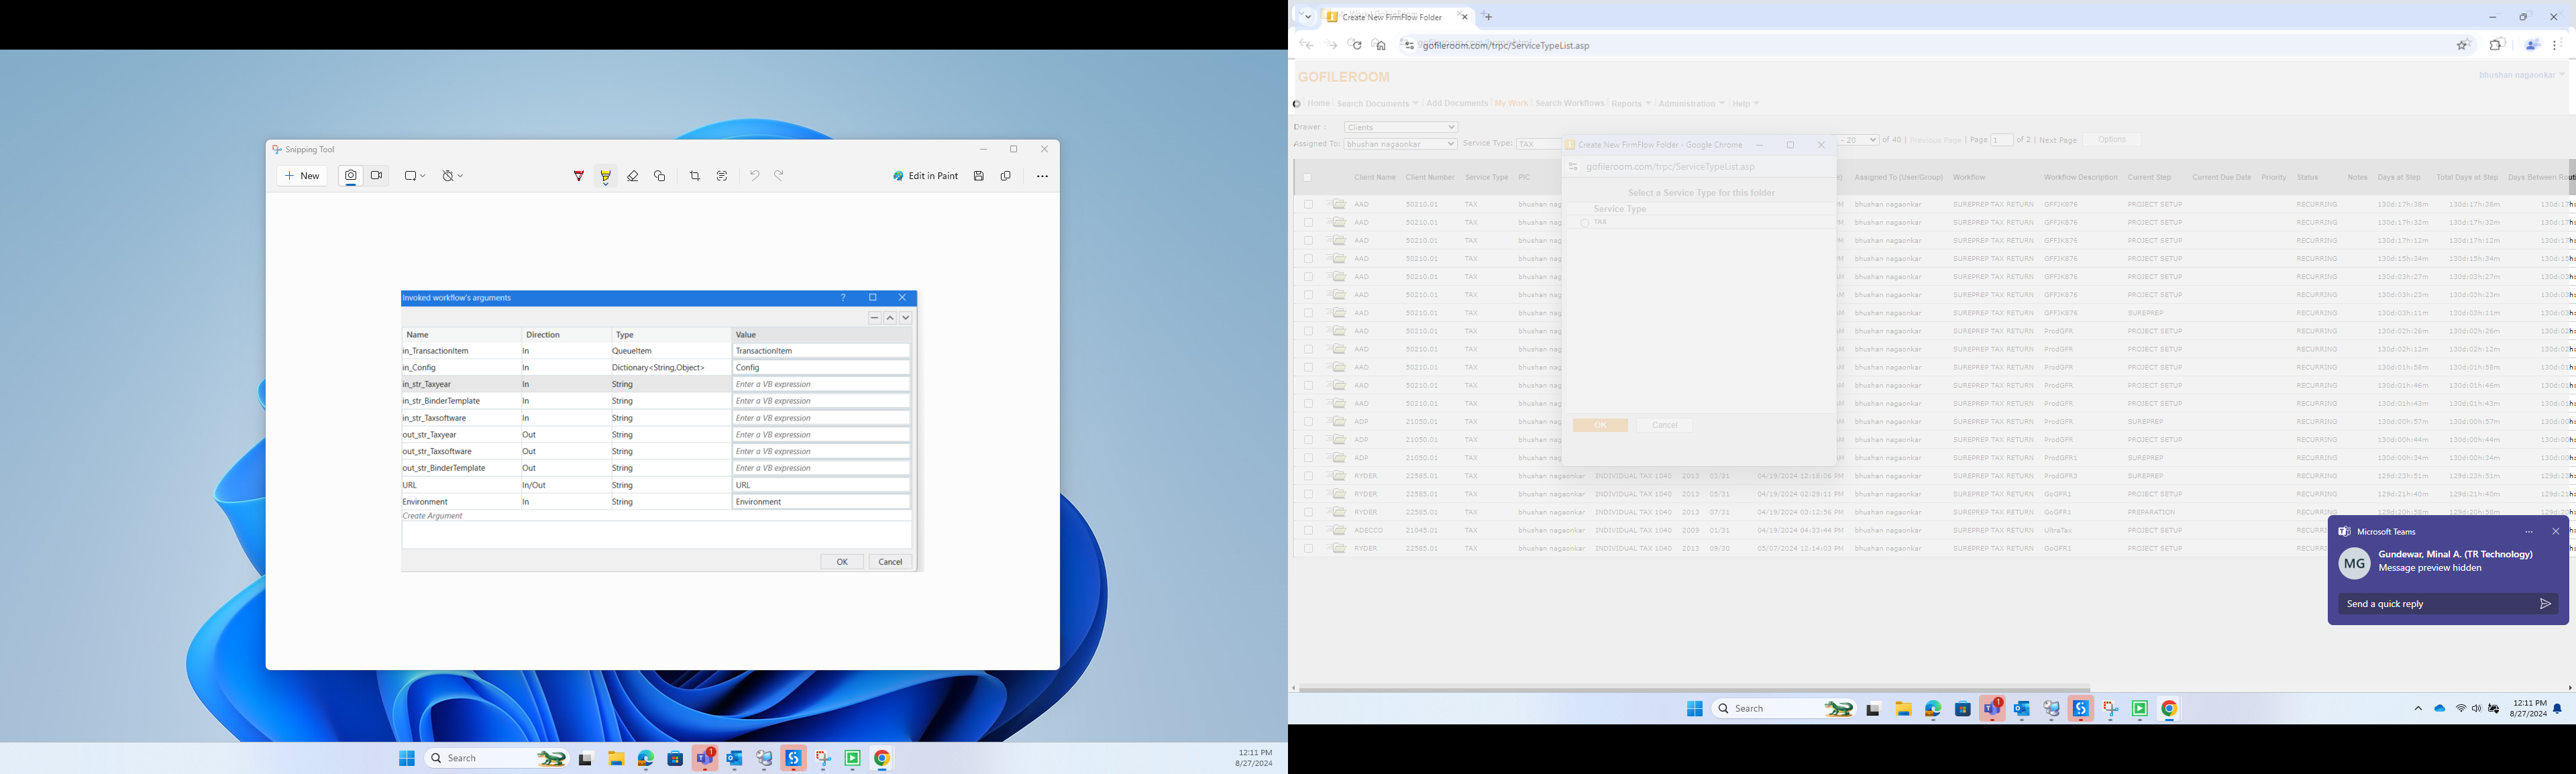 Snipping Tool
New
Edit in Paint
Invoked workflow's arguments
Name Direction Type Value
in_TransactionItem In QueueItem TransactionItem
in_Config In Dictionary<String,Object> Config
in_str_Taxyear In String Enter a VB expression
in_str_BinderTemplate In String Enter a VB expression
in_str_Taxsoftware In String Enter a VB expression
out_str_Taxyear Out String Enter a VB expression
out_str_Taxsoftware Out String Enter a VB expression
out_str_BinderTemplate Out String Enter a VB expression
URL In/Out String URL
Environment In String Environment
Create Argument
OK Cancel
Search
12:11 PM
8/27/2024
Create New FirmFlow Folder
gofileroom.com/trpc/ServiceTypeList.asp
GOFILEROOM
bhushan nagaonkar
Home Search Documents Add Documents My Work Search Workflows Reports Administration Help
Drawer : Clients
Assigned To: bhushan nagaonkar Service Type: TAX
- 20 of 40 | Previous Page | Page 1 of 2 | Next Page Options
Client Name Client Number Service Type PIC Assigned To (User/Group) Workflow Workflow Description Current Step Current Due Date Priority Status Notes Days at Step Total Days at Step
AAD 50210.01 TAX bhushan nag bhushan nagaonkar SUREPREP TAX RETURN GFFJK876 PROJECT SETUP RECURRING 130d:17h:38m 130d:17h:38m
AAD 50210.01 TAX bhushan nag bhushan nagaonkar SUREPREP TAX RETURN GFFJK876 PROJECT SETUP RECURRING 130d:17h:32m 130d:17h:32m
AAD 50210.01 TAX bhushan nag bhushan nagaonkar SUREPREP TAX RETURN GFFJK876 PROJECT SETUP RECURRING 130d:17h:12m 130d:17h:12m
AAD 50210.01 TAX bhushan nag bhushan nagaonkar SUREPREP TAX RETURN GFFJK876 PROJECT SETUP RECURRING 130d:15h:34m 130d:15h:34m
AAD 50210.01 TAX bhushan nag bhushan nagaonkar SUREPREP TAX RETURN GFFJK876 PROJECT SETUP RECURRING 130d:03h:27m 130d:03h:27m
AAD 50210.01 TAX bhushan nag bhushan nagaonkar SUREPREP TAX RETURN GFFJK876 PROJECT SETUP RECURRING 130d:03h:23m 130d:03h:23m
AAD 50210.01 TAX bhushan nag bhushan nagaonkar SUREPREP TAX RETURN GFFJK876 SUREPREP RECURRING 130d:03h:11m 130d:03h:11m
AAD 50210.01 TAX bhushan nag bhushan nagaonkar SUREPREP TAX RETURN ProdGFR PROJECT SETUP RECURRING 130d:02h:26m 130d:02h:26m
AAD 50210.01 TAX bhushan nag bhushan nagaonkar SUREPREP TAX RETURN ProdGFR PROJECT SETUP RECURRING 130d:02h:12m 130d:02h:12m
AAD 50210.01 TAX bhushan nag bhushan nagaonkar SUREPREP TAX RETURN ProdGFR PROJECT SETUP RECURRING 130d:01h:58m 130d:01h:58m
AAD 50210.01 TAX bhushan nag bhushan nagaonkar SUREPREP TAX RETURN ProdGFR PROJECT SETUP RECURRING 130d:01h:46m 130d:01h:46m
AAD 50210.01 TAX bhushan nag bhushan nagaonkar SUREPREP TAX RETURN ProdGFR PROJECT SETUP RECURRING 130d:01h:43m 130d:01h:43m
ADP 21050.01 TAX bhushan nag bhushan nagaonkar SUREPREP TAX RETURN ProdGFR SUREPREP RECURRING 130d:00h:57m 130d:00h:57m
ADP 21050.01 TAX bhushan nag bhushan nagaonkar SUREPREP TAX RETURN ProdGFR PROJECT SETUP RECURRING 130d:00h:44m 130d:00h:44m
ADP 21050.01 TAX bhushan nag bhushan nagaonkar SUREPREP TAX RETURN ProdGFR1 SUREPREP RECURRING 130d:00h:34m 130d:00h:34m
RYDER 22585.01 TAX bhushan nagaonkar INDIVIDUAL TAX 1040 2013 03/31 04/19/2024 12:18:06 PM bhushan nagaonkar SUREPREP TAX RETURN ProdGFR3 SUREPREP RECURRING 129d:23h:51m 129d:23h:51m
RYDER 22585.01 TAX bhushan nagaonkar INDIVIDUAL TAX 1040 2013 05/31 04/19/2024 02:29:11 PM bhushan nagaonkar SUREPREP TAX RETURN GoGFR1 PROJECT SETUP RECURRING 129d:21h:40m 129d:21h:40m
RYDER 22585.01 TAX bhushan nagaonkar INDIVIDUAL TAX 1040 2013 07/31 04/19/2024 03:12:56 PM bhushan nagaonkar SUREPREP TAX RETURN GoGFR1 PREPARATION RECURRING 129d:20h:58m 129d:20h:58m
ADECCO 21045.01 TAX bhushan nagaonkar INDIVIDUAL TAX 1040 2009 01/31 04/19/2024 04:33:44 PM bhushan nagaonkar SUREPREP TAX RETURN UltraTax PROJECT SETUP
RYDER 22585.01 TAX bhushan nagaonkar INDIVIDUAL TAX 1040 2013 09/30 05/07/2024 12:14:03 PM bhushan nagaonkar SUREPREP TAX RETURN GoGFR1 PROJECT SETUP
Create New FirmFlow Folder - Google Chrome
gofileroom.com/trpc/ServiceTypeList.asp
Select a Service Type for this folder
Service Type
TAX
OK Cancel
Microsoft Teams
MG
Gundewar, Minal A. (TR Technology)
Message preview hidden
Send a quick reply
Search
12:11 PM
8/27/2024